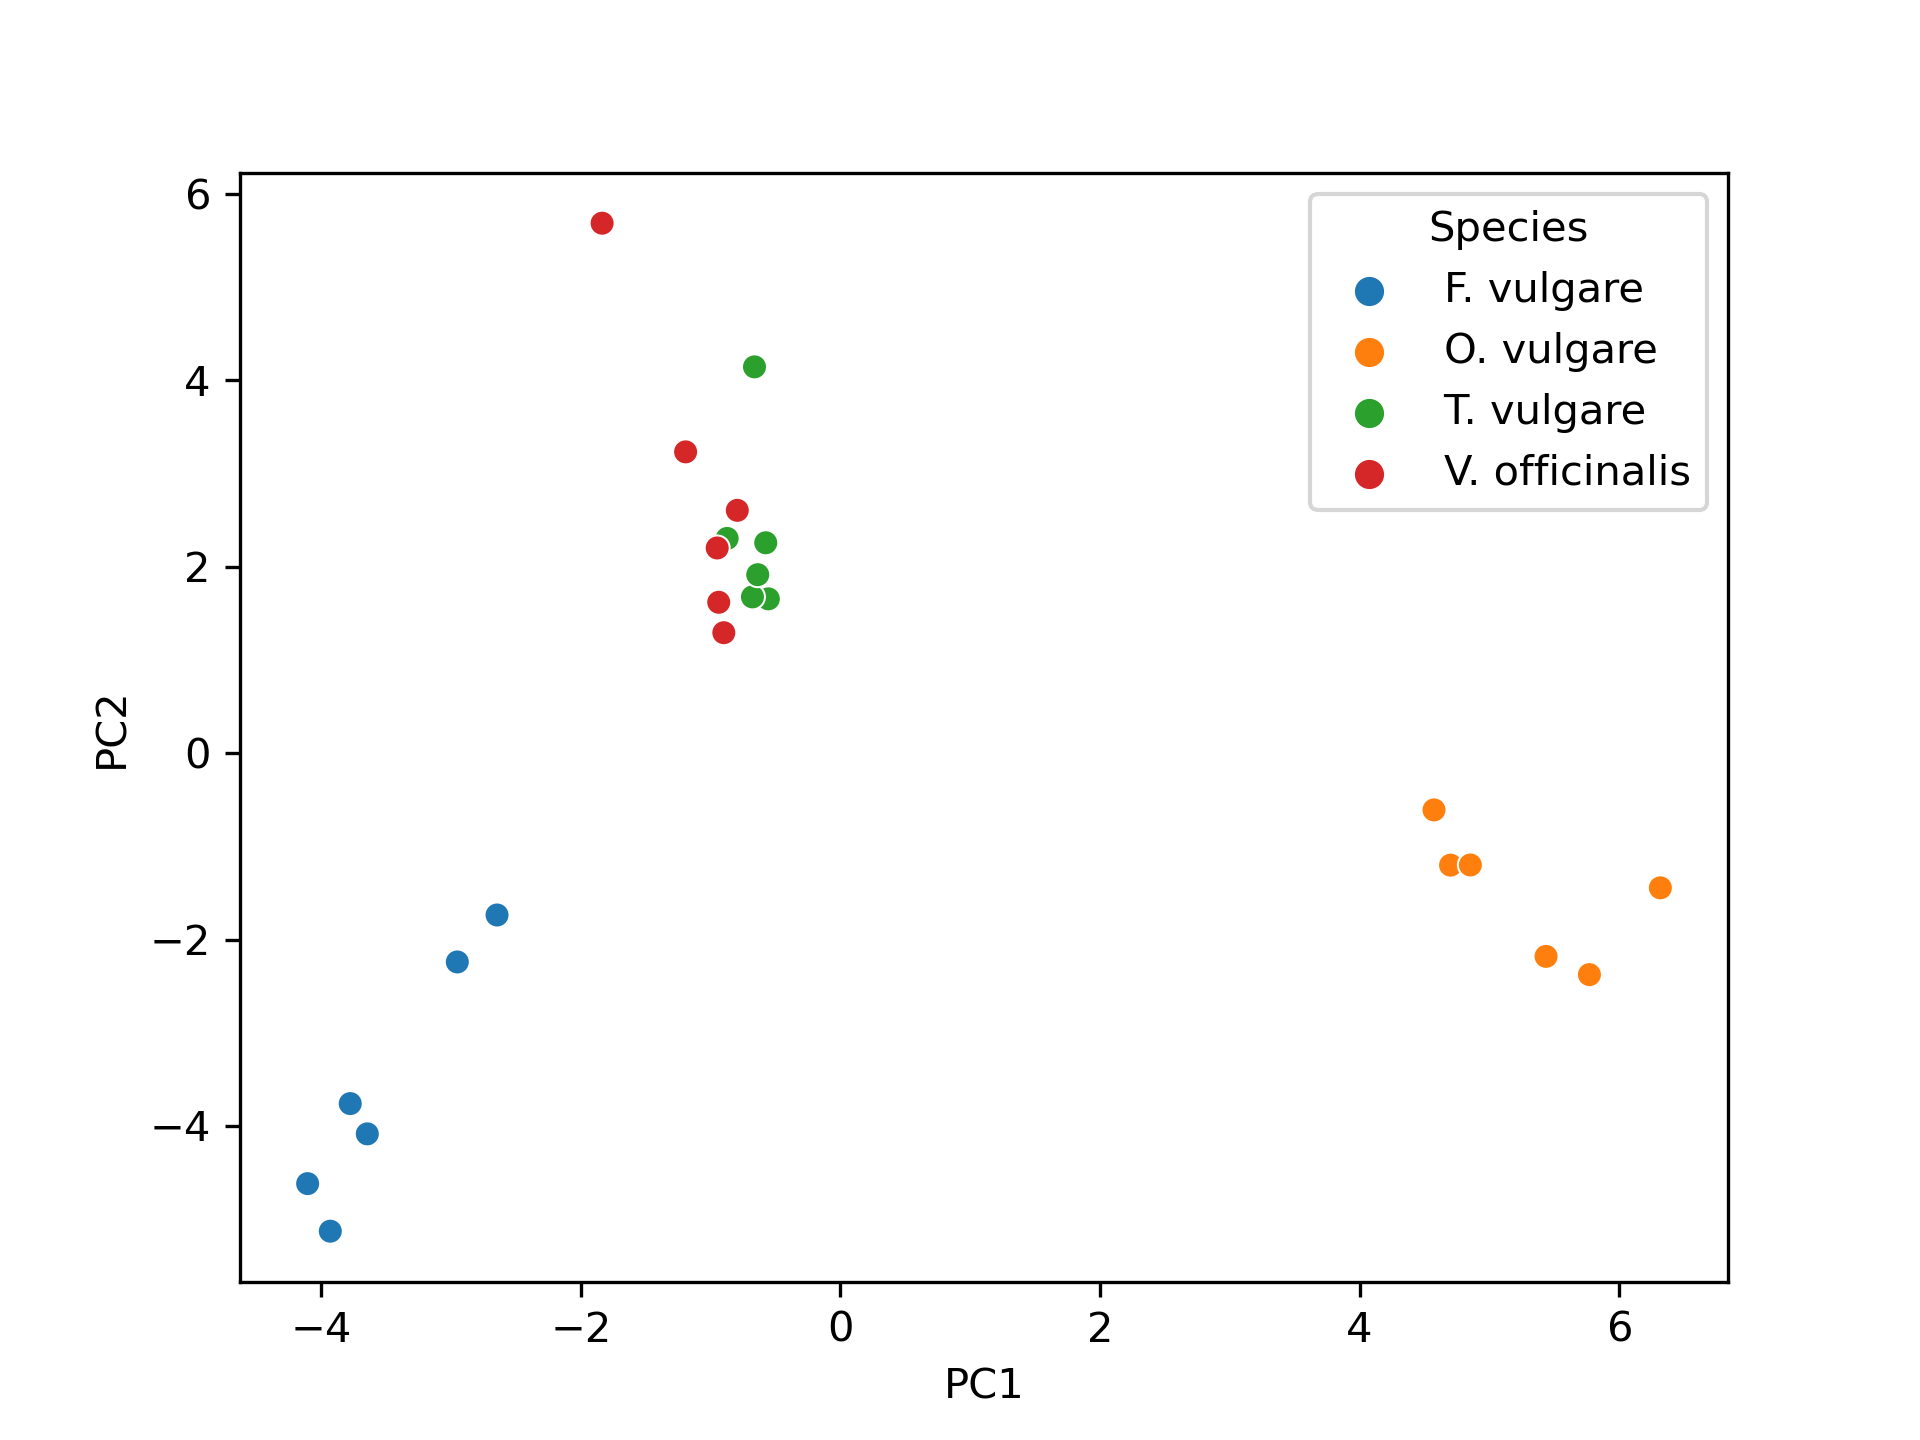 Species
F. vulgare
O. vulgare
T. vulgare
V. officinalis
6
4
2
0
−2
−4
PC2
−4 −2 0 2 4 6
PC1